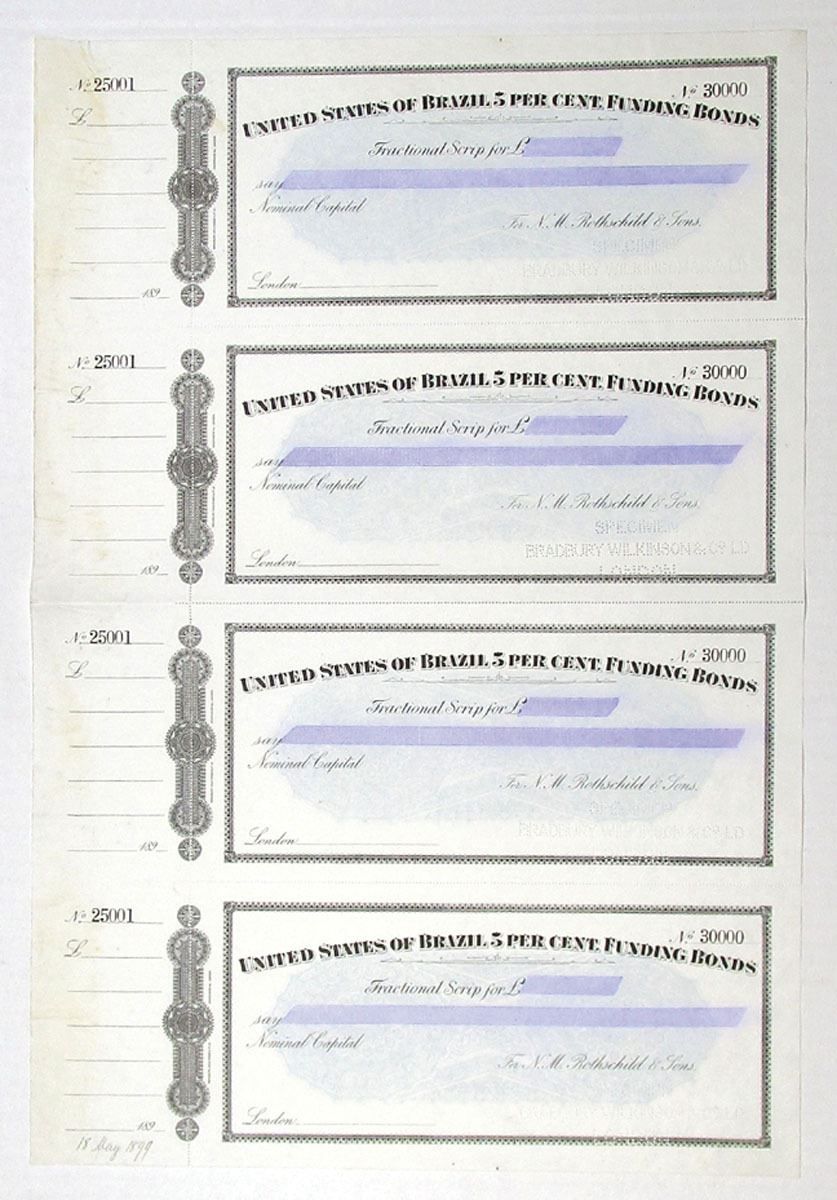 No 25001
£
189
No 30000
UNITED STATES OF BRAZIL 5 PER CENT. FUNDING BONDS
Fractional Scrip for £
say
Nominal Capital
For N. M. Rothschild & Sons.
SPECIMEN
BRADBURY WILKINSON & Co LD
London
No 25001
£
189
No 30000
UNITED STATES OF BRAZIL 5 PER CENT. FUNDING BONDS
Fractional Scrip for £
say
Nominal Capital
For N. M. Rothschild & Sons.
SPECIMEN
BRADBURY WILKINSON & Co LD
LONDON
London
No 25001
£
189
No 30000
UNITED STATES OF BRAZIL 5 PER CENT. FUNDING BONDS
Fractional Scrip for £
say
Nominal Capital
For N. M. Rothschild & Sons.
SPECIMEN
BRADBURY WILKINSON & Co LD
London
No 25001
£
189
18 May 1899
No 30000
UNITED STATES OF BRAZIL 5 PER CENT. FUNDING BONDS
Fractional Scrip for £
say
Nominal Capital
For N. M. Rothschild & Sons.
London